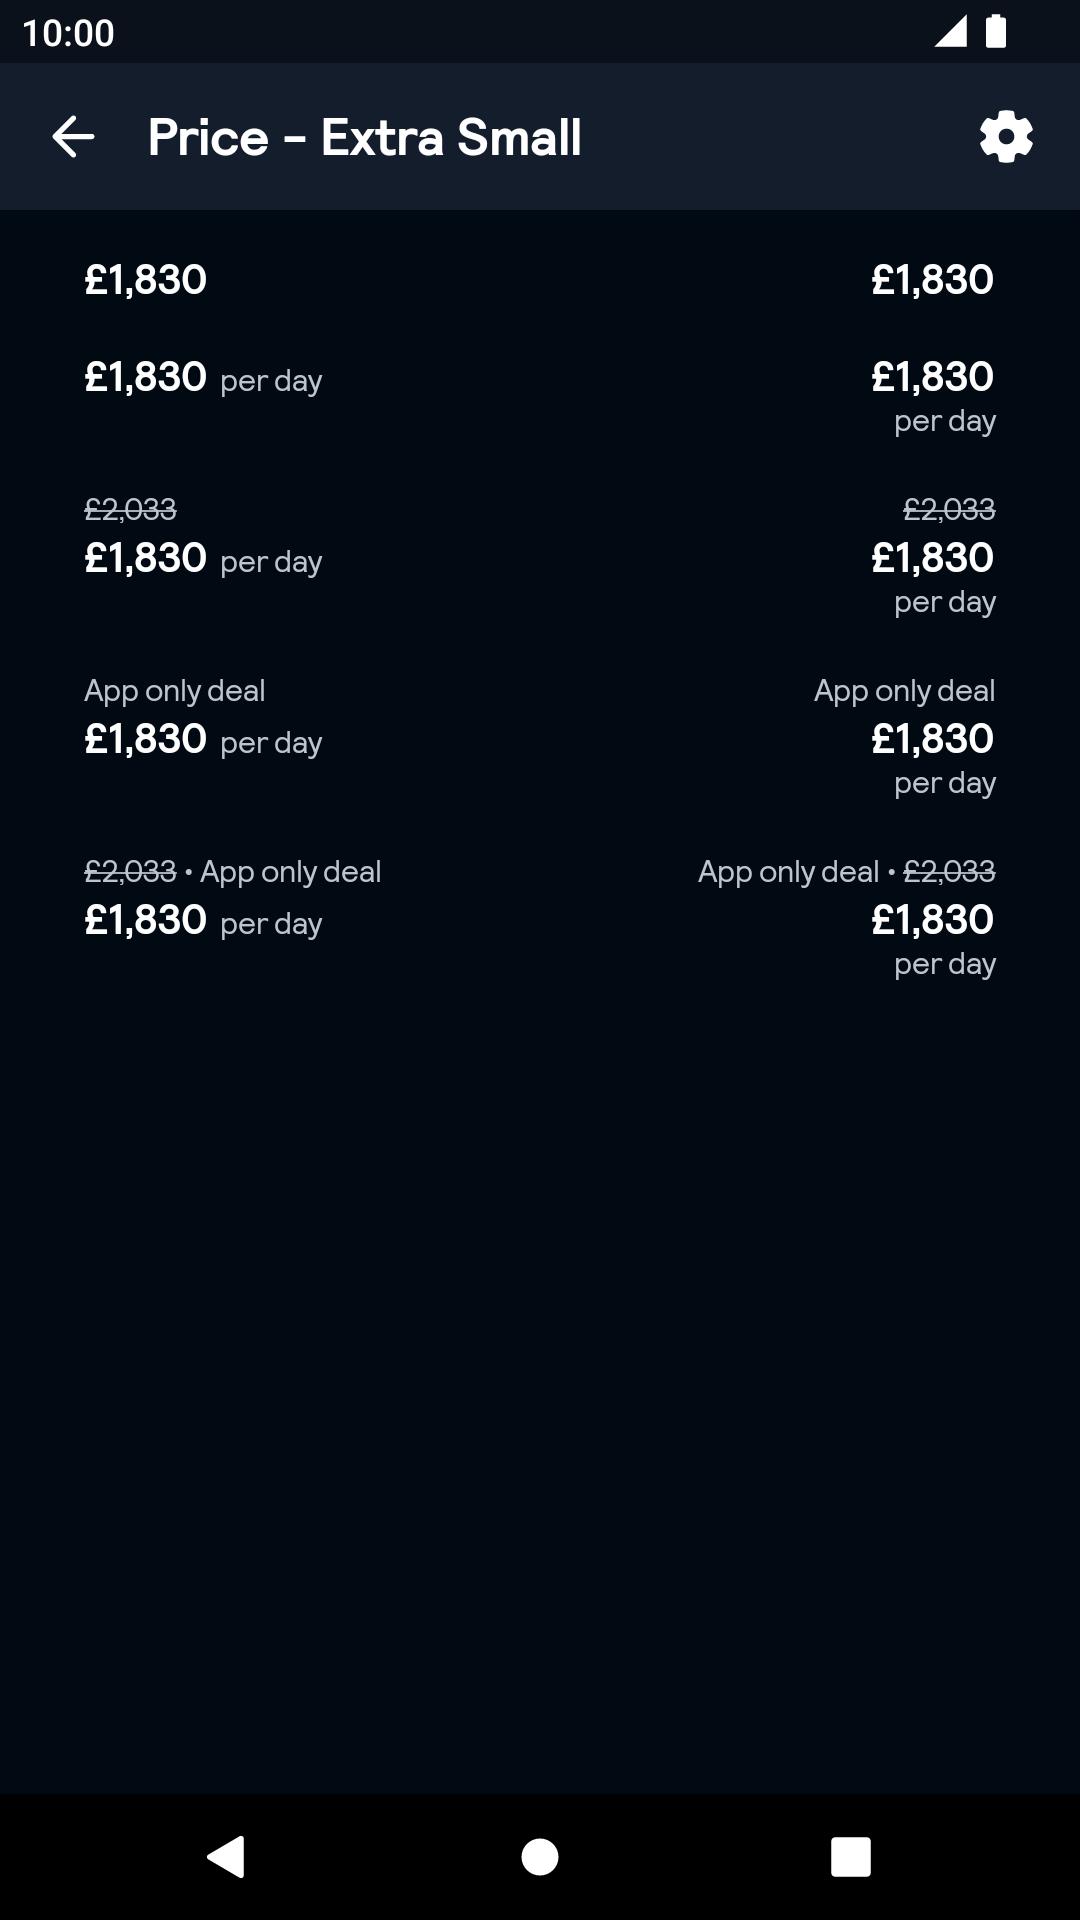 10:00
Price - Extra Small
£1,830 £1,830
£1,830 per day £1,830
per day
£2,033 £2,033
£1,830 per day £1,830
per day
App only deal App only deal
£1,830 per day £1,830
per day
£2,033 • App only deal App only deal • £2,033
£1,830 per day £1,830
per day